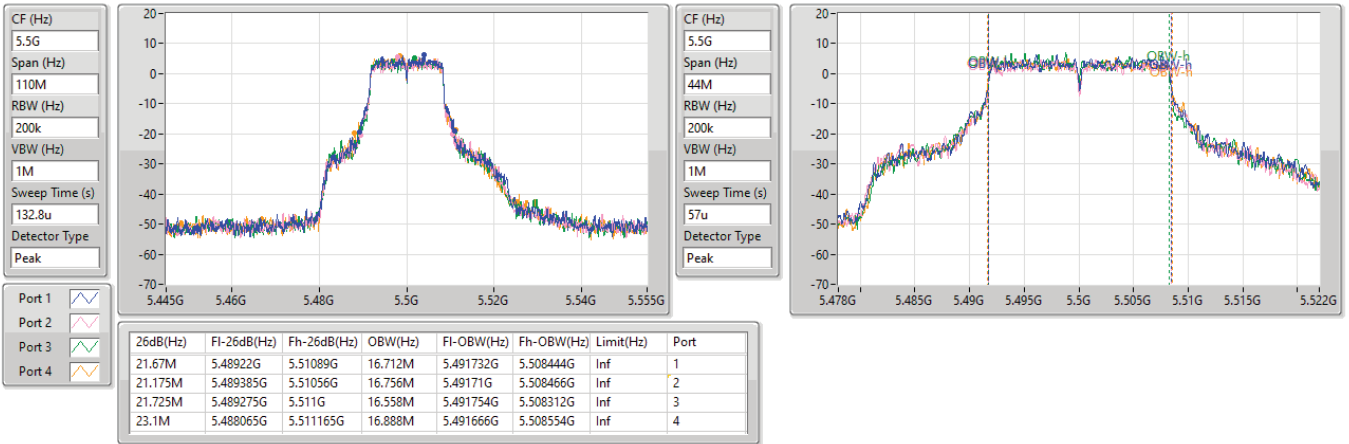 CF (Hz)
5.5G
Span (Hz)
110M
RBW (Hz)
200k
VBW (Hz)
1M
Sweep Time (s)
132.8u
Detector Type
Peak
20
10
0
-10
-20
-30
-40
-50
-60
-70
5.445G 5.46G 5.48G 5.5G 5.52G 5.54G 5.555G
CF (Hz)
5.5G
Span (Hz)
44M
RBW (Hz)
200k
VBW (Hz)
1M
Sweep Time (s)
57u
Detector Type
Peak
20
10
0
-10
-20
-30
-40
-50
-60
-70
OBW-h
OBW-h
5.478G 5.485G 5.49G 5.495G 5.5G 5.505G 5.51G 5.515G 5.522G
Port 1
Port 2
Port 3
Port 4
26dB(Hz) Fl-26dB(Hz) Fh-26dB(Hz) OBW(Hz) Fl-OBW(Hz) Fh-OBW(Hz) Limit(Hz) Port
21.67M 5.48922G 5.51089G 16.712M 5.491732G 5.508444G Inf 1
21.175M 5.489385G 5.51056G 16.756M 5.49171G 5.508466G Inf 2
21.725M 5.489275G 5.511G 16.558M 5.491754G 5.508312G Inf 3
23.1M 5.488065G 5.511165G 16.888M 5.491666G 5.508554G Inf 4